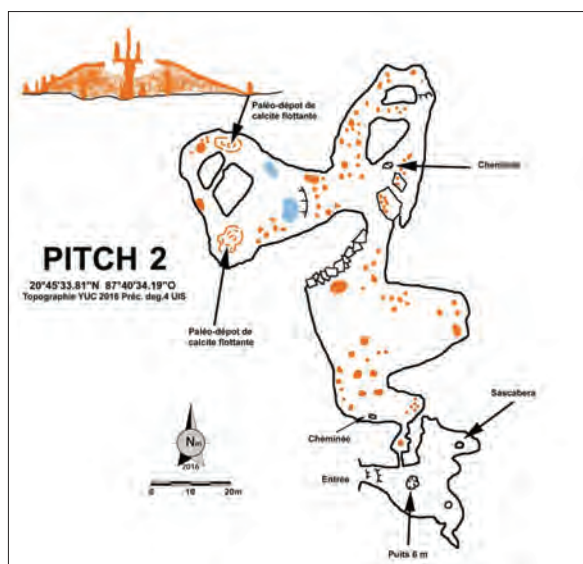 Paléo-dépot de
calcite flottante
Cheminée
PITCH 2
20°45'33.81"N 87°40'34.19"O
Topographie YUC 2016 Préc. deg.4 UIS
Paléo-dépot de
calcite flottante
Sascabera
Cheminée
Nm
2016
Entrée
0 10 20m
Puits 6 m